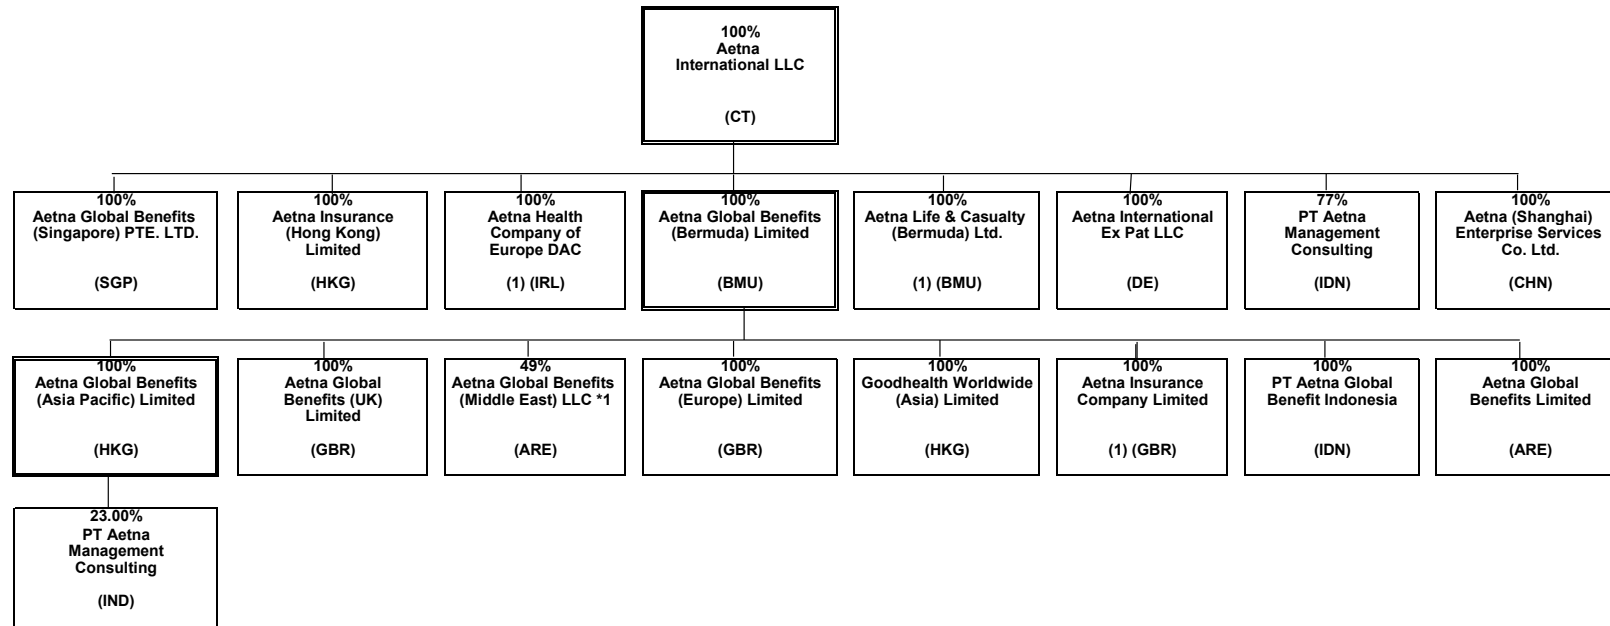 100%
Aetna
International LLC
(CT)
100%
Aetna Global Benefits
(Singapore) PTE. LTD.
(SGP)
100%
Aetna Insurance
(Hong Kong)
Limited
(HKG)
100%
Aetna Health
Company of
Europe DAC
(1) (IRL)
100%
Aetna Global Benefits
(Bermuda) Limited
(BMU)
100%
Aetna Life & Casualty
(Bermuda) Ltd.
(1) (BMU)
100%
Aetna International
Ex Pat LLC
(DE)
77%
PT Aetna
Management
Consulting
(IDN)
100%
Aetna (Shanghai)
Enterprise Services
Co. Ltd.
(CHN)
100%
Aetna Global Benefits
(Asia Pacific) Limited
(HKG)
100%
Aetna Global
Benefits (UK)
Limited
(GBR)
49%
Aetna Global Benefits
(Middle East) LLC *1
(ARE)
100%
Aetna Global Benefits
(Europe) Limited
(GBR)
100%
Goodhealth Worldwide
(Asia) Limited
(HKG)
100%
Aetna Insurance
Company Limited
(1) (GBR)
100%
PT Aetna Global
Benefit Indonesia
(IDN)
100%
Aetna Global
Benefits Limited
(ARE)
23.00%
PT Aetna
Management
Consulting
(IND)